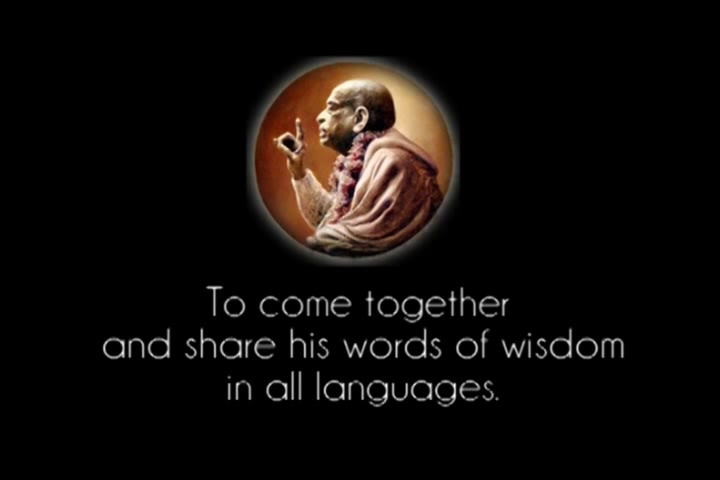 To come together
and share his words of wisdom
in all languages.